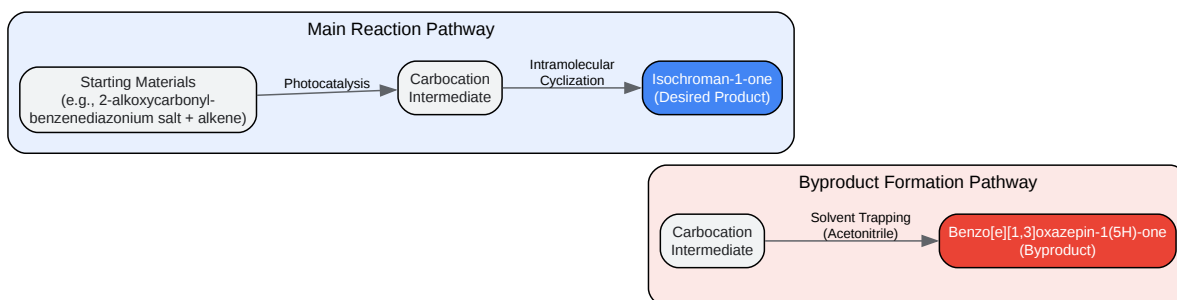 Main Reaction Pathway
Starting Materials
(e.g., 2-alkoxycarbonyl-
benzenediazonium salt + alkene)
Photocatalysis
Carbocation
Intermediate
Intramolecular
Cyclization
Isochroman-1-one
(Desired Product)
Byproduct Formation Pathway
Carbocation
Intermediate
Solvent Trapping
(Acetonitrile)
Benzo[e][1,3]oxazepin-1(5H)-one
(Byproduct)